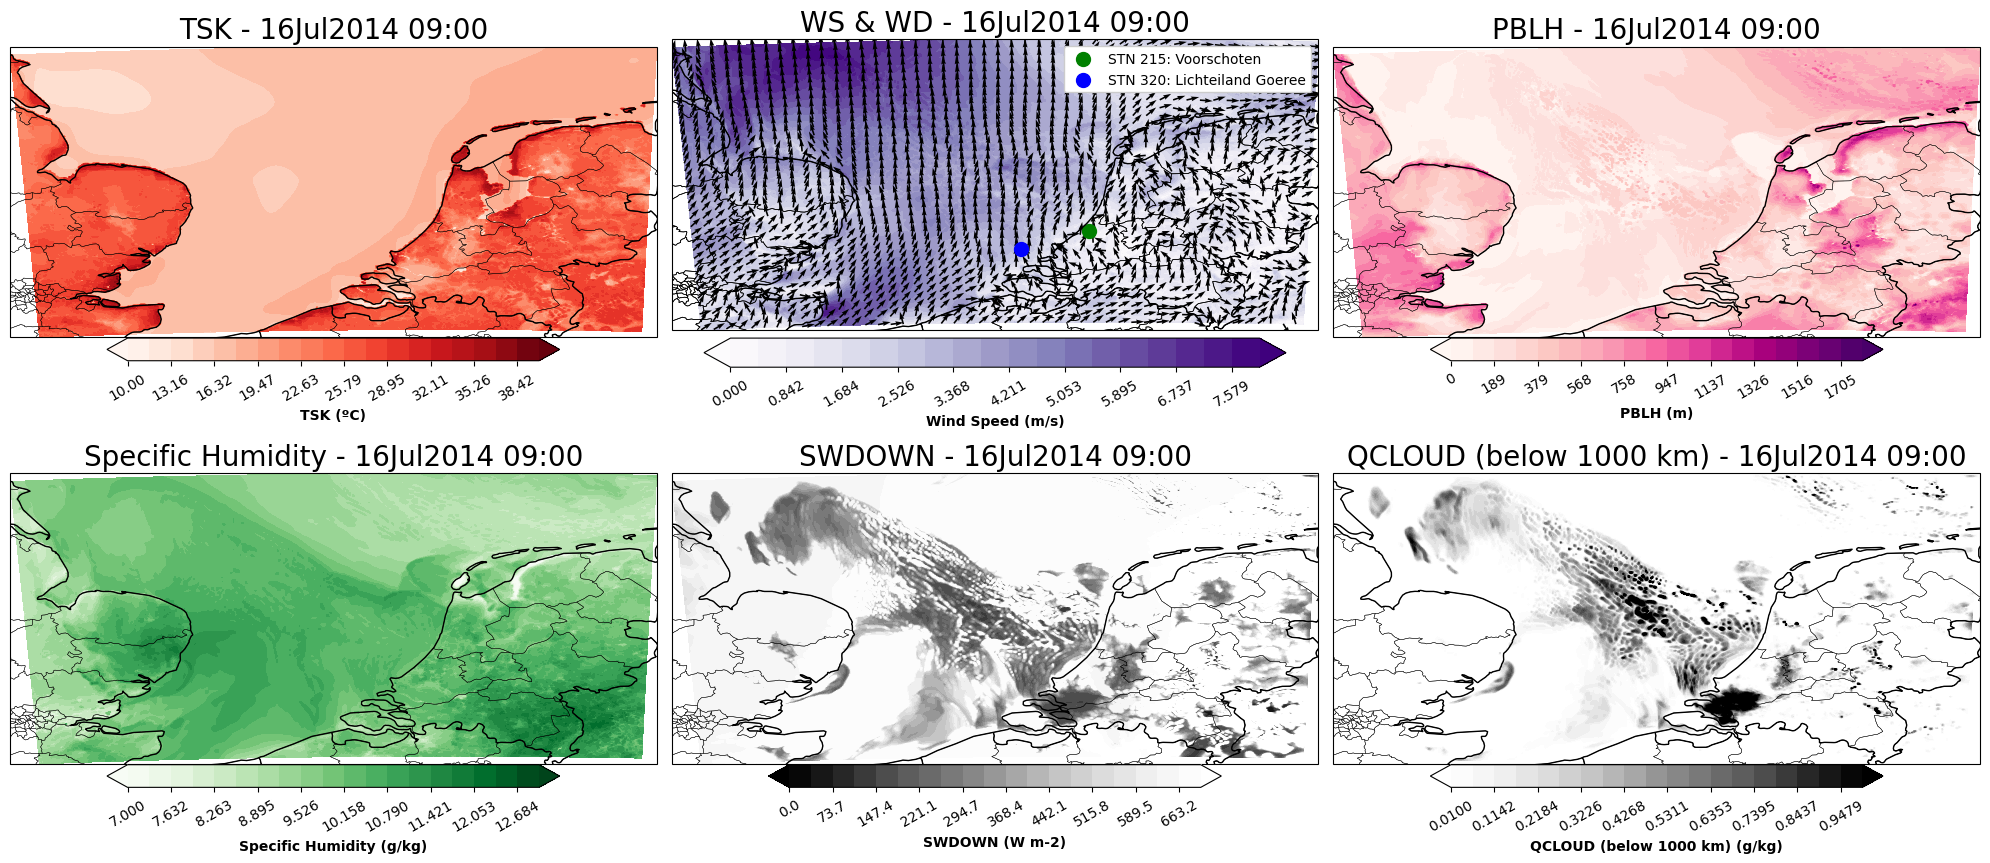 TSK - 16Jul2014 09:00
10.00 13.16 16.32 19.47 22.63 25.79 28.95 32.11 35.26 38.42
TSK (ºC)
WS & WD - 16Jul2014 09:00
STN 215: Voorschoten
STN 320: Lichteiland Goeree
0.000 0.842 1.684 2.526 3.368 4.211 5.053 5.895 6.737 7.579
Wind Speed (m/s)
PBLH - 16Jul2014 09:00
0 189 379 568 758 947 1137 1326 1516 1705
PBLH (m)
Specific Humidity - 16Jul2014 09:00
7.000 7.632 8.263 8.895 9.526 10.158 10.790 11.421 12.053 12.684
Specific Humidity (g/kg)
SWDOWN - 16Jul2014 09:00
0.0 73.7 147.4 221.1 294.7 368.4 442.1 515.8 589.5 663.2
SWDOWN (W m-2)
QCLOUD (below 1000 km) - 16Jul2014 09:00
0.0100 0.1142 0.2184 0.3226 0.4268 0.5311 0.6353 0.7395 0.8437 0.9479
QCLOUD (below 1000 km) (g/kg)